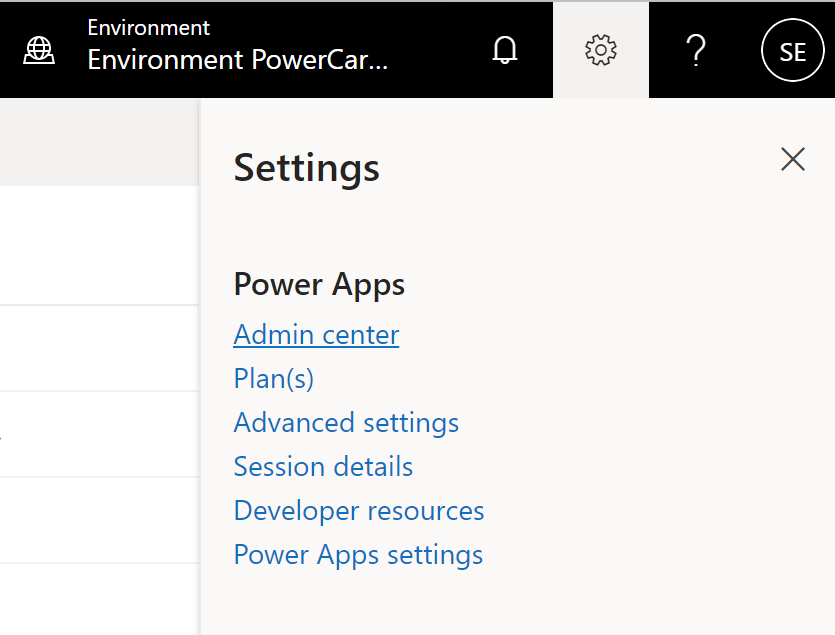 Environment
Environment PowerCar...
SE
Settings
Power Apps
Admin center
Plan(s)
Advanced settings
Session details
Developer resources
Power Apps settings